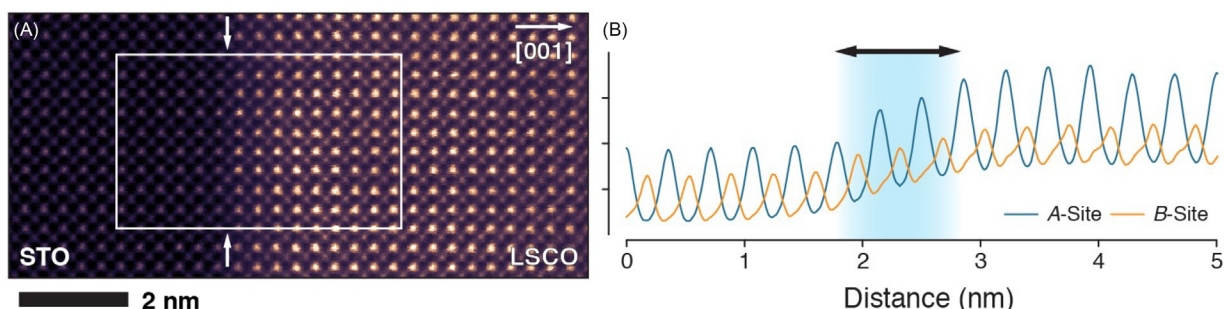 (A)
[001]
STO
LSCO
2 nm
(B)
A-Site
B-Site
0 1 2 3 4 5
Distance (nm)